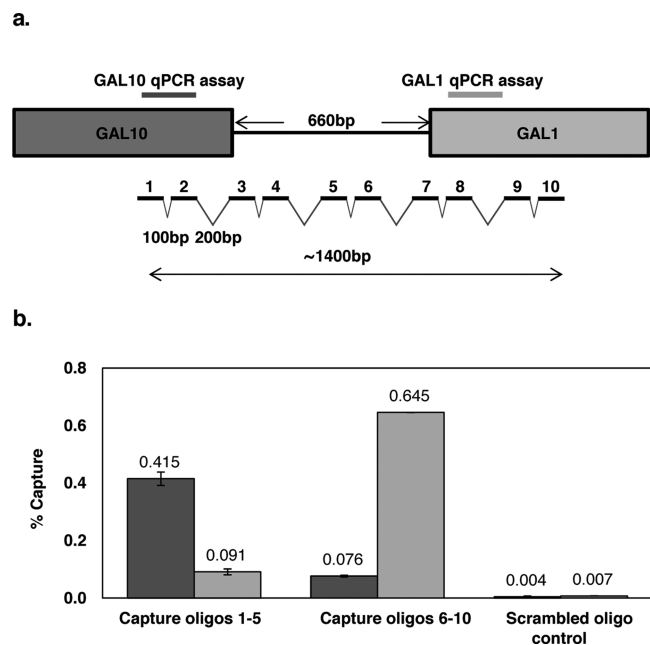 a.
GAL10 qPCR assay GAL1 qPCR assay
GAL10 660bp GAL1
1 2 3 4 5 6 7 8 9 10
100bp 200bp
~1400bp
b.
% Capture
0.8
0.6
0.4
0.2
0.0
0.415
0.091
0.076
0.645
0.004
0.007
Capture oligos 1-5
Capture oligos 6-10
Scrambled oligo
control